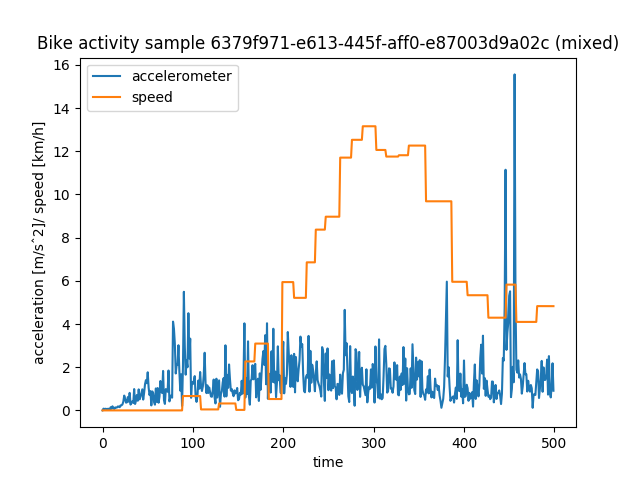 Bike activity sample 6379f971-e613-445f-aff0-e87003d9a02c (mixed)
accelerometer
speed
acceleration [m/s^2]/ speed [km/h]
16
14
12
10
8
6
4
2
0
0 100 200 300 400 500
time